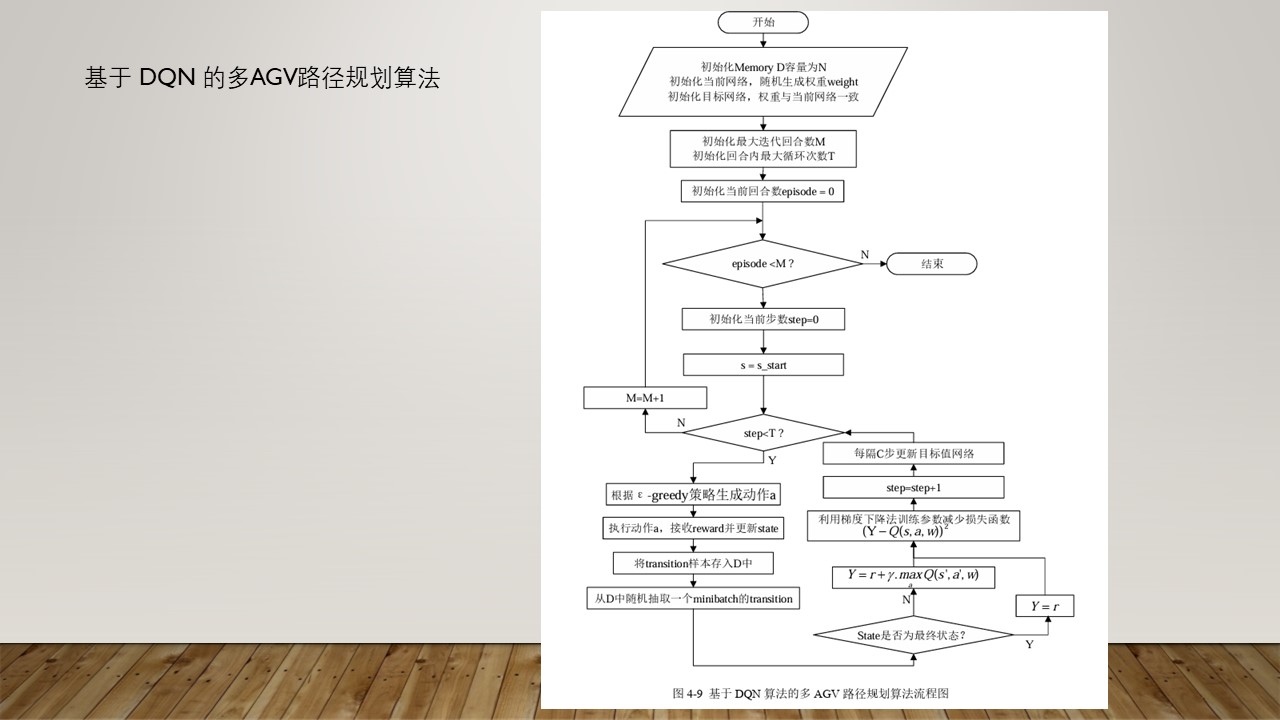 基于 DQN 的多AGV路径规划算法
开始
初始化Memory D容量为N
初始化当前网络，随机生成权重weight
初始化目标网络，权重与当前网络一致
初始化最大迭代回合数M
初始化回合内最大循环次数T
初始化当前回合数episode = 0
episode <M ?
N
结束
初始化当前步数step=0
s = s_start
M=M+1
N
step<T ?
Y
每隔C步更新目标值网络
step=step+1
根据 ε -greedy策略生成动作a
利用梯度下降法训练参数减少损失函数
(Y − Q(s, a, w))²
执行动作a，接收reward并更新state
将transition样本存入D中
Y = r + γ . max Q(s', a', w)
a
从D中随机抽取一个minibatch的transition
N
Y = r
State是否为最终状态?
Y
图 4-9 基于 DQN 算法的多 AGV 路径规划算法流程图